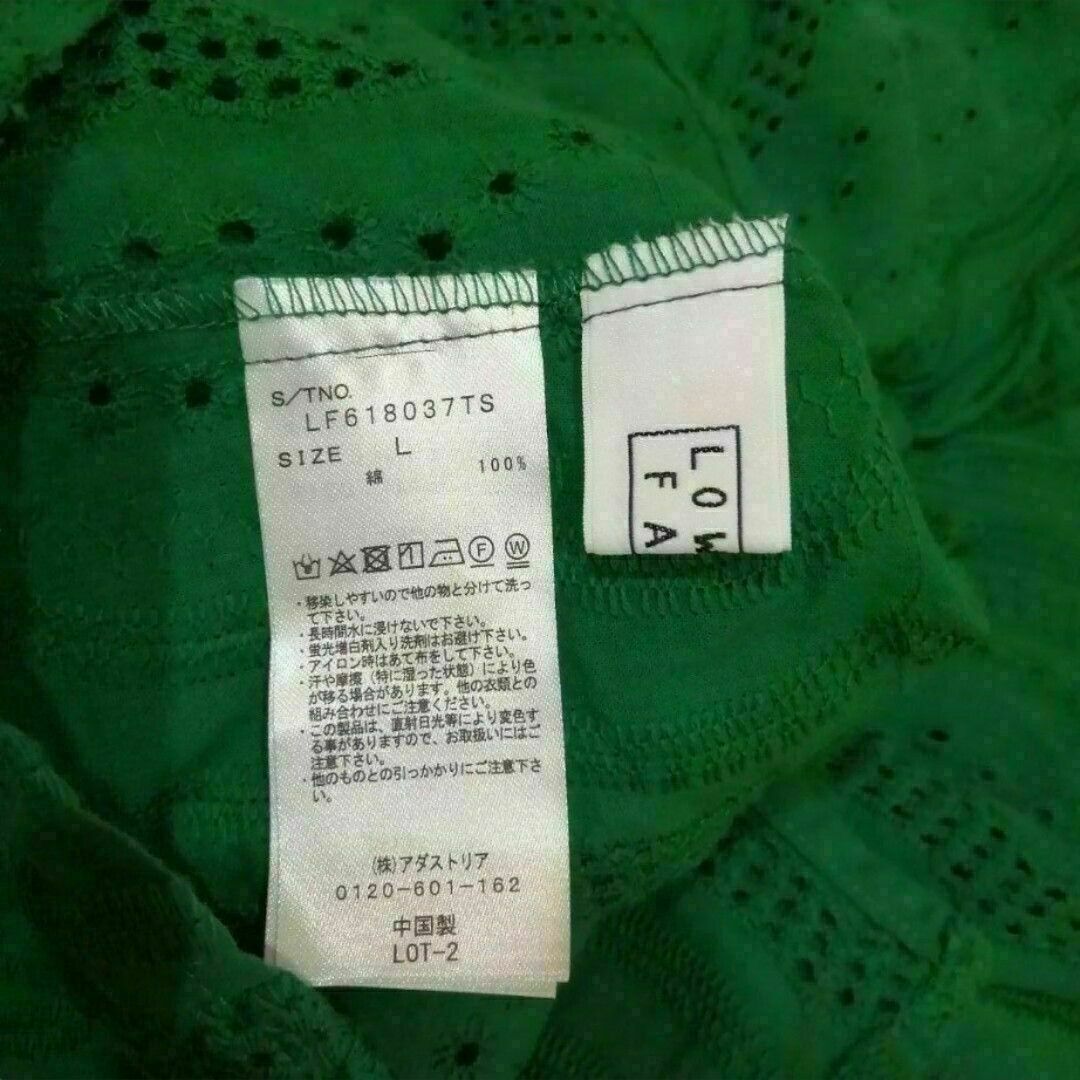 S/TNO.
LF618037TS
SIZE L
綿 100%
・移染しやすいので他の物と分けて洗っ
て下さい。
・長時間水に浸けないで下さい。
・蛍光増白剤入り洗剤はお避け下さい。
・アイロン時はあて布をして下さい。
・汗や摩擦（特に湿った状態）により色
が移る場合があります。他の衣類との
組み合わせにご注意ください。
・この製品は、直射日光等により変色す
る事がありますので、お取扱いにはご
注意下さい。
・他のものとの引っかかりにご注意下さ
い。
(株)アダストリア
0120-601-162
中国製
LOT-2
LOW
FA